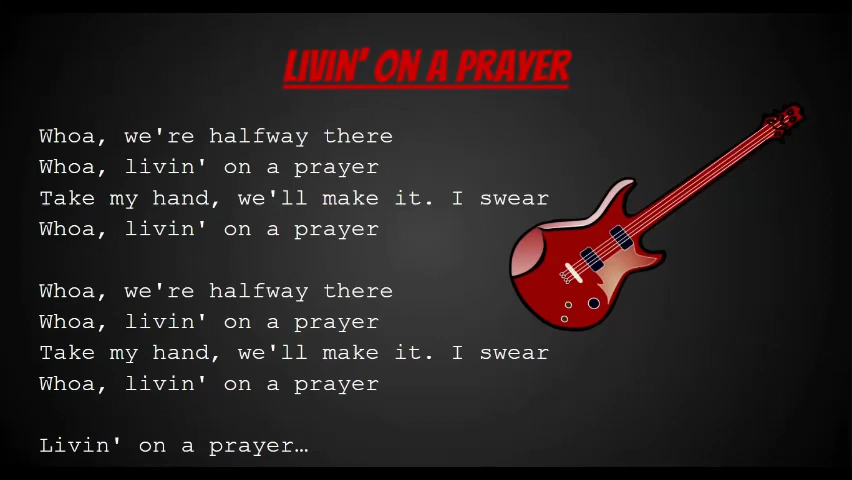 LIVIN' ON A PRAYER
Whoa, we're halfway there
Whoa, livin' on a prayer
Take my hand, we'll make it. I swear
Whoa, livin' on a prayer
Whoa, we're halfway there
Whoa, livin' on a prayer
Take my hand, we'll make it. I swear
Whoa, livin' on a prayer
Livin' on a prayer…